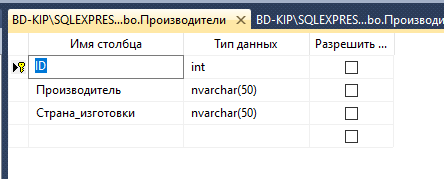 BD-KIP\SQLEXPRES...bo.Производители BD-KIP\SQLEXPRES...bo.Производи
Имя столбца Тип данных Разрешить ...
ID int
Производитель nvarchar(50)
Страна_изготовки nvarchar(50)